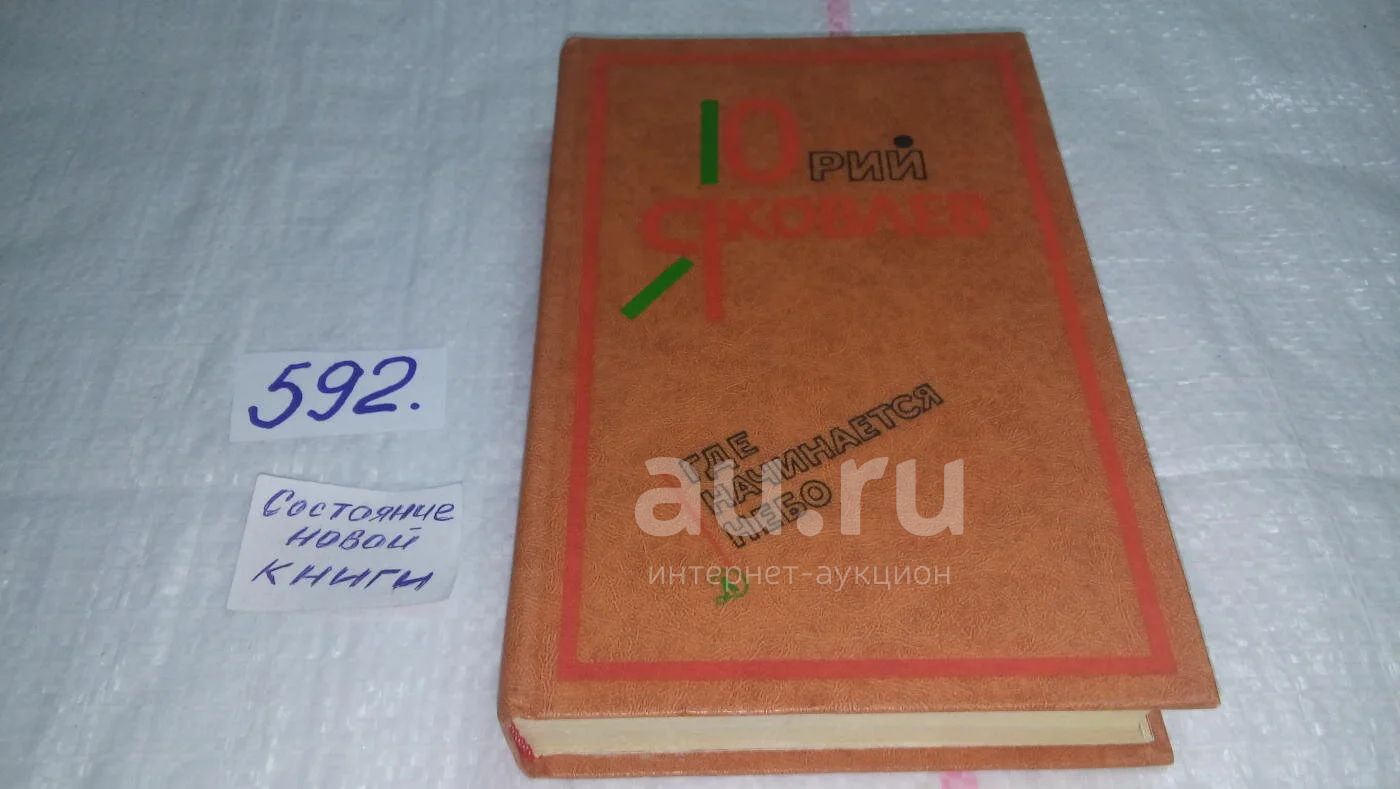 ЮРИЙ
ЯКОВЛЕВ
ГДЕ
НАЧИНАЕТСЯ
НЕБО
592.
Состояние
новой
книги
au.ru
интернет-аукцион